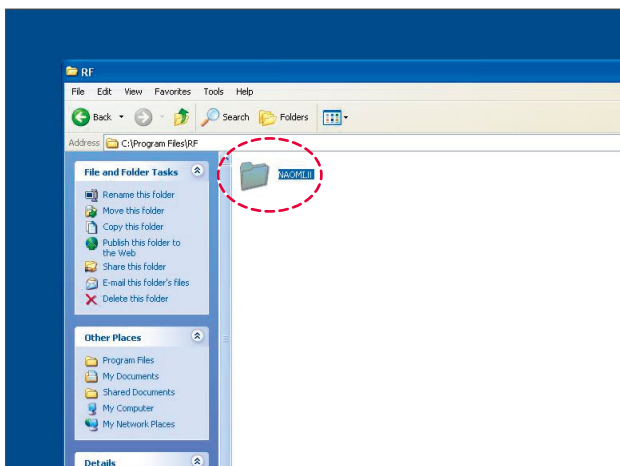 RF
File Edit View Favorites Tools Help
Back Search Folders
Address C:\Program Files\RF
File and Folder Tasks
Rename this folder
Move this folder
Copy this folder
Publish this folder to
the Web
Share this folder
E-mail this folder's files
Delete this folder
NAOMI.II
Other Places
Program Files
My Documents
Shared Documents
My Computer
My Network Places
Details